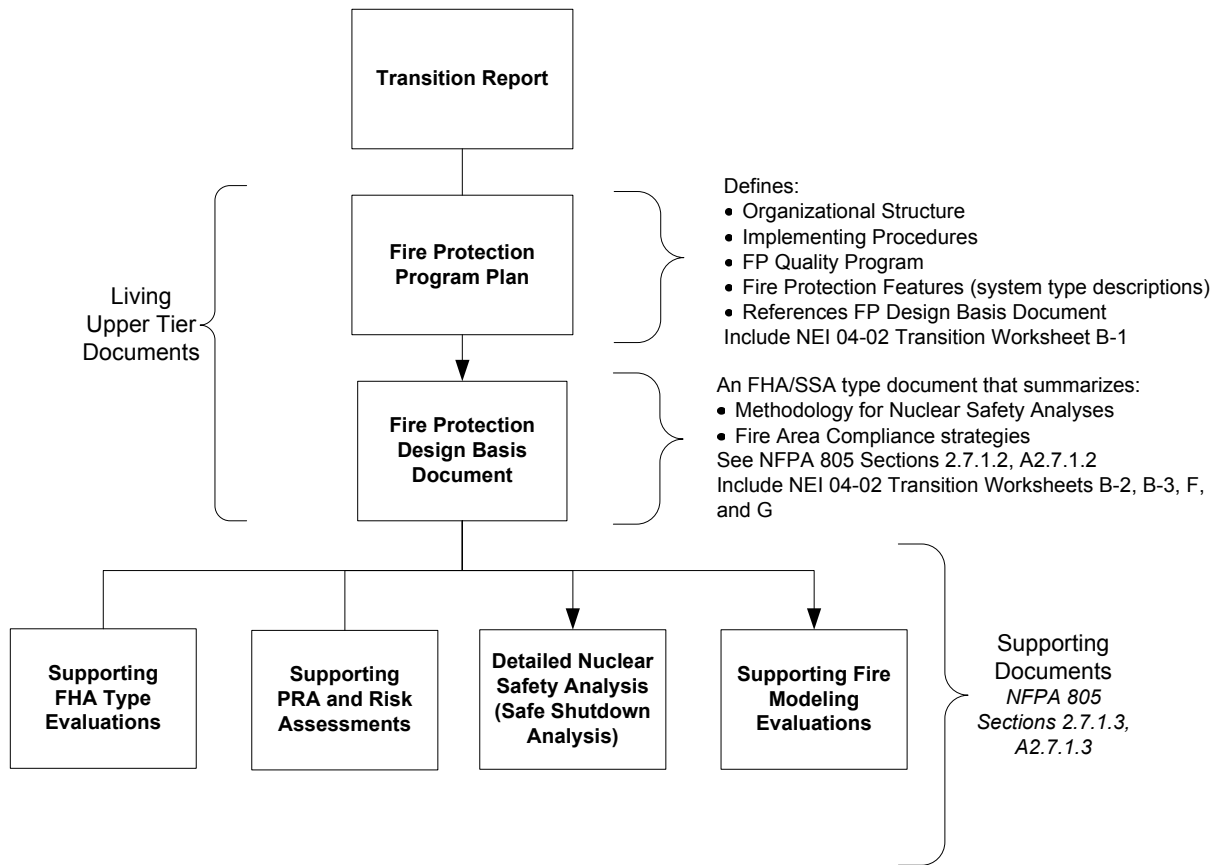 Transition Report
Fire Protection
Program Plan
Defines:
• Organizational Structure
• Implementing Procedures
• FP Quality Program
• Fire Protection Features (system type descriptions)
• References FP Design Basis Document
Include NEI 04-02 Transition Worksheet B-1
Living
Upper Tier
Documents
Fire Protection
Design Basis
Document
An FHA/SSA type document that summarizes:
• Methodology for Nuclear Safety Analyses
• Fire Area Compliance strategies
See NFPA 805 Sections 2.7.1.2, A2.7.1.2
Include NEI 04-02 Transition Worksheets B-2, B-3, F,
and G
Supporting
FHA Type
Evaluations
Supporting
PRA and Risk
Assessments
Detailed Nuclear
Safety Analysis
(Safe Shutdown
Analysis)
Supporting Fire
Modeling
Evaluations
Supporting
Documents
NFPA 805
Sections 2.7.1.3,
A2.7.1.3